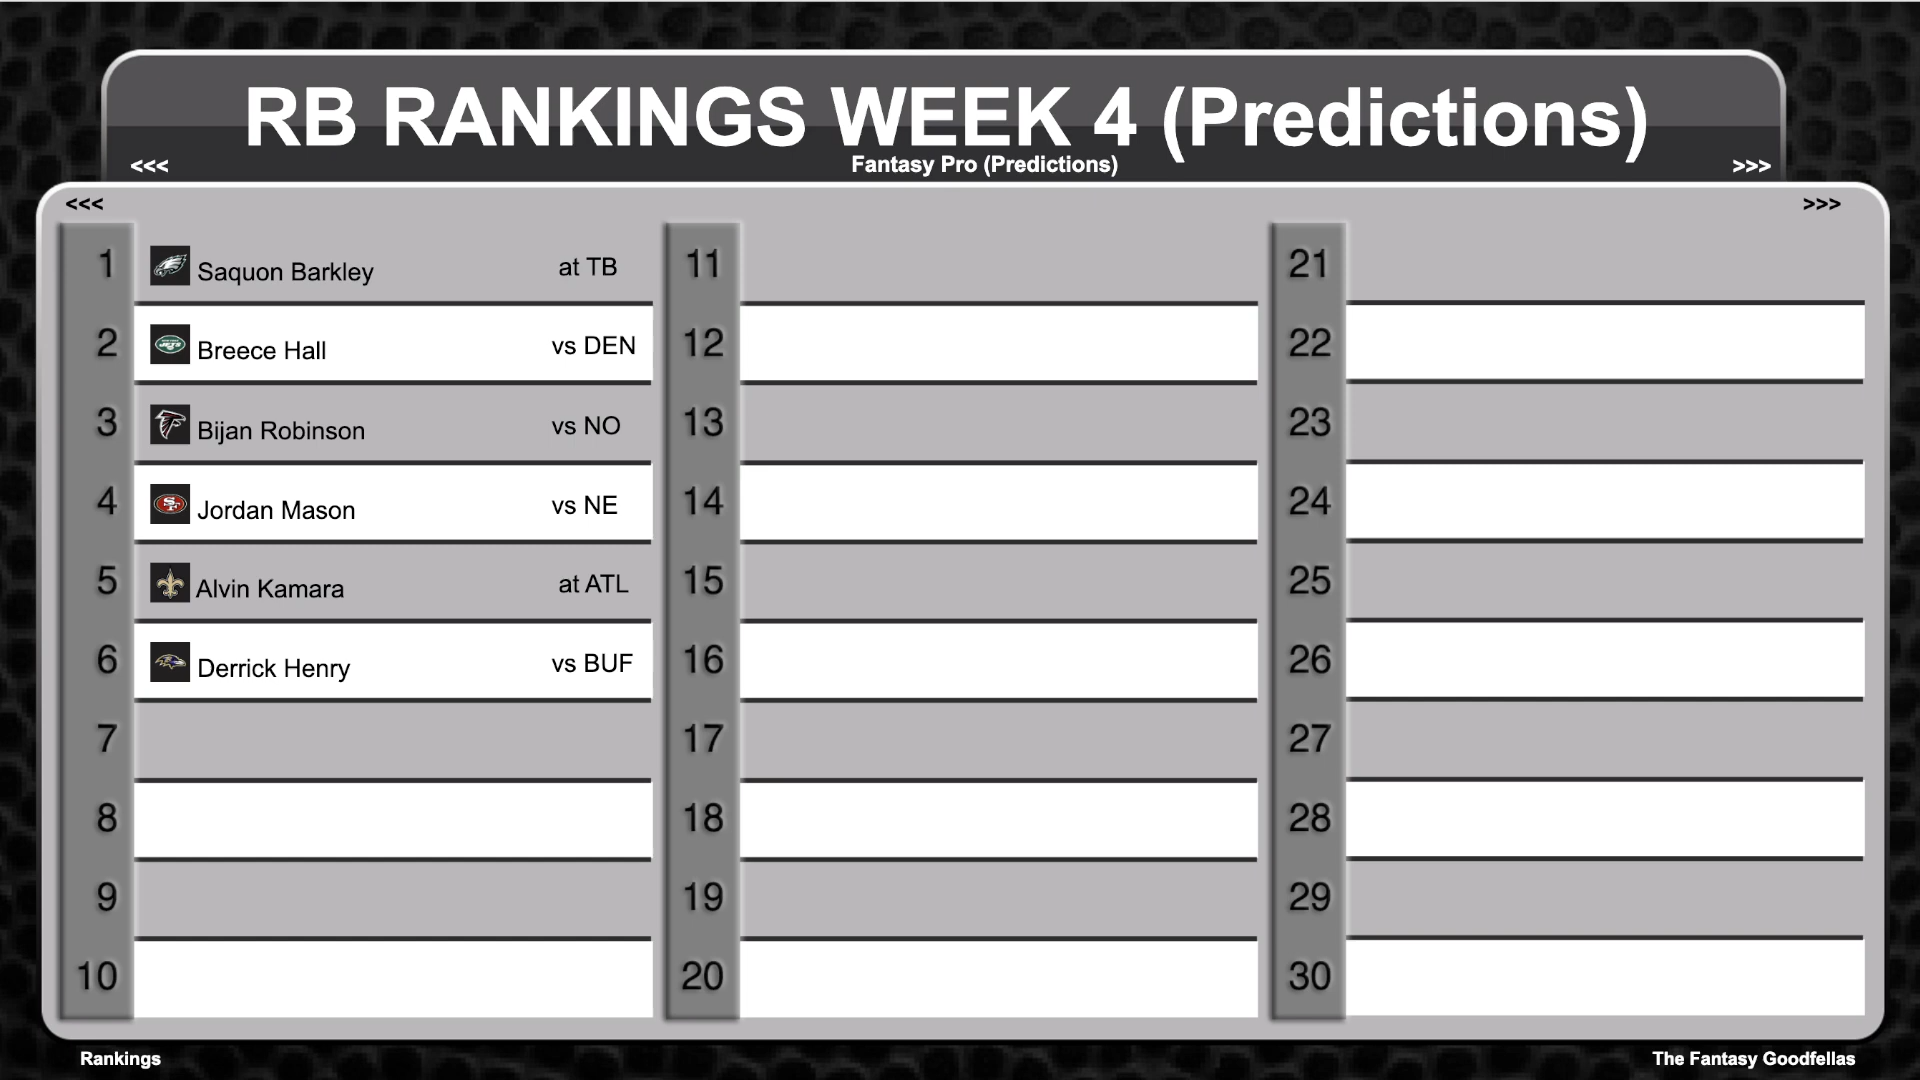 RB RANKINGS WEEK 4 (Predictions)
<<< Fantasy Pro (Predictions) >>>
<<< >>>
1 Saquon Barkley at TB
2 Breece Hall vs DEN
3 Bijan Robinson vs NO
4 Jordan Mason vs NE
5 Alvin Kamara at ATL
6 Derrick Henry vs BUF
7
8
9
10
11
12
13
14
15
16
17
18
19
20
21
22
23
24
25
26
27
28
29
30
Rankings
The Fantasy Goodfellas